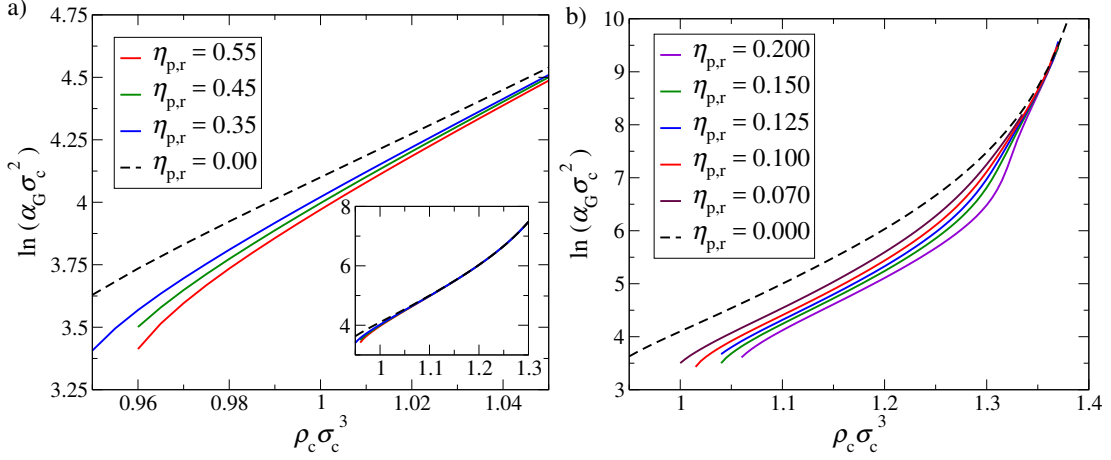 a)
4.75
4.5
4.25
4
3.75
3.5
3.25
ln (α_G σ_c^2)
η_p,r = 0.55
η_p,r = 0.45
η_p,r = 0.35
η_p,r = 0.00
8
6
4
1 1.1 1.2 1.3
0.96 0.98 1 1.02 1.04
ρ_c σ_c^3
b)
10
9
8
7
6
5
4
3
ln (α_G σ_c^2)
η_p,r = 0.200
η_p,r = 0.150
η_p,r = 0.125
η_p,r = 0.100
η_p,r = 0.070
η_p,r = 0.000
1 1.1 1.2 1.3 1.4
ρ_c σ_c^3